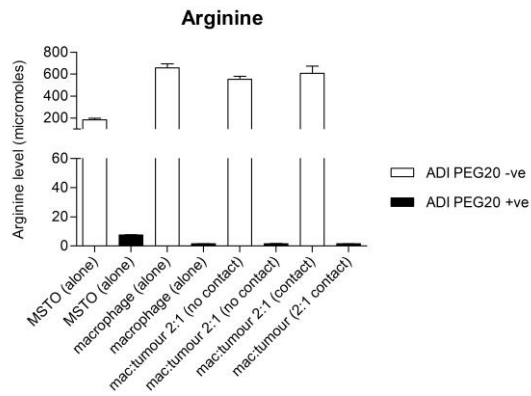 Arginine
Arginine level (micromoles)
800
600
400
200
60
40
20
0
MSTO (alone)
MSTO (alone)
macrophage (alone)
macrophage (alone)
mac:tumour 2:1 (no contact)
mac:tumour 2:1 (no contact)
mac:tumour 2:1 (contact)
mac:tumour (2:1 contact)
ADI PEG20 -ve
ADI PEG20 +ve